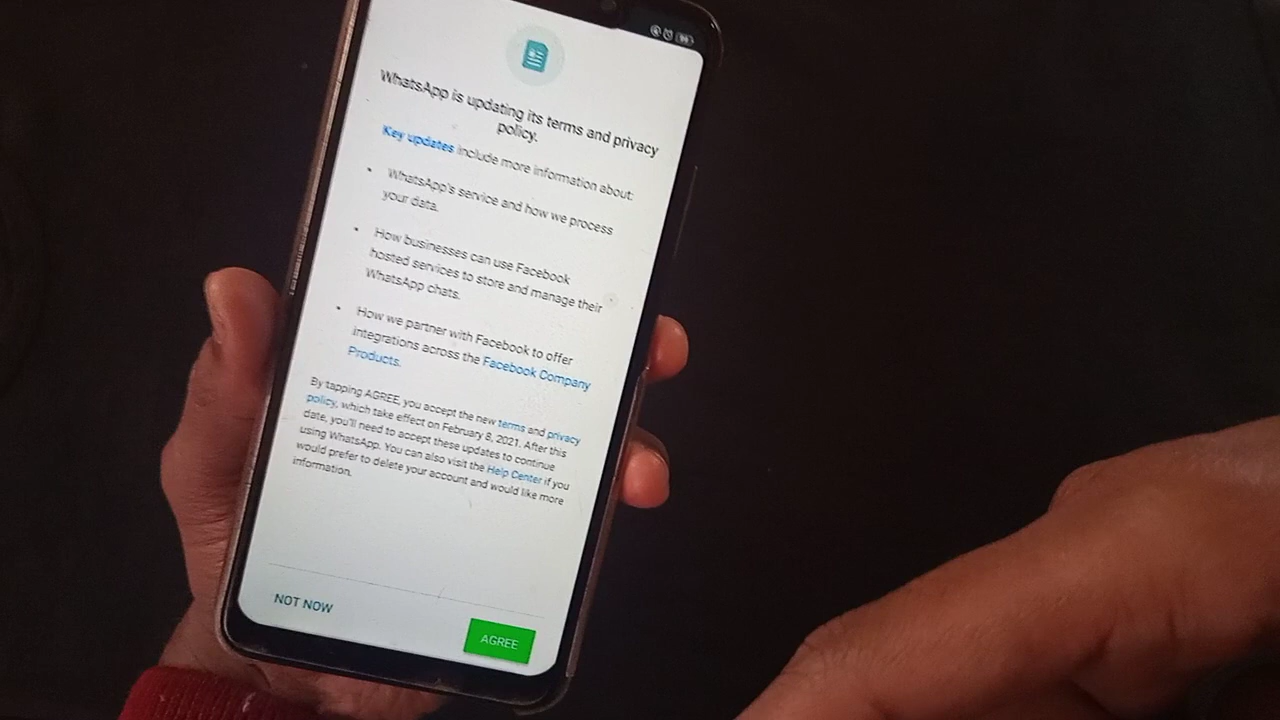 WhatsApp is updating its terms and privacy
policy.
Key updates include more information about:
• WhatsApp's service and how we process
your data.
• How businesses can use Facebook
hosted services to store and manage their
WhatsApp chats.
• How we partner with Facebook to offer
integrations across the Facebook Company
Products.
By tapping AGREE, you accept the new terms and privacy
policy, which take effect on February 8, 2021. After this
date, you'll need to accept these updates to continue
using WhatsApp. You can also visit the Help Center if you
would prefer to delete your account and would like more
information.
NOT NOW
AGREE